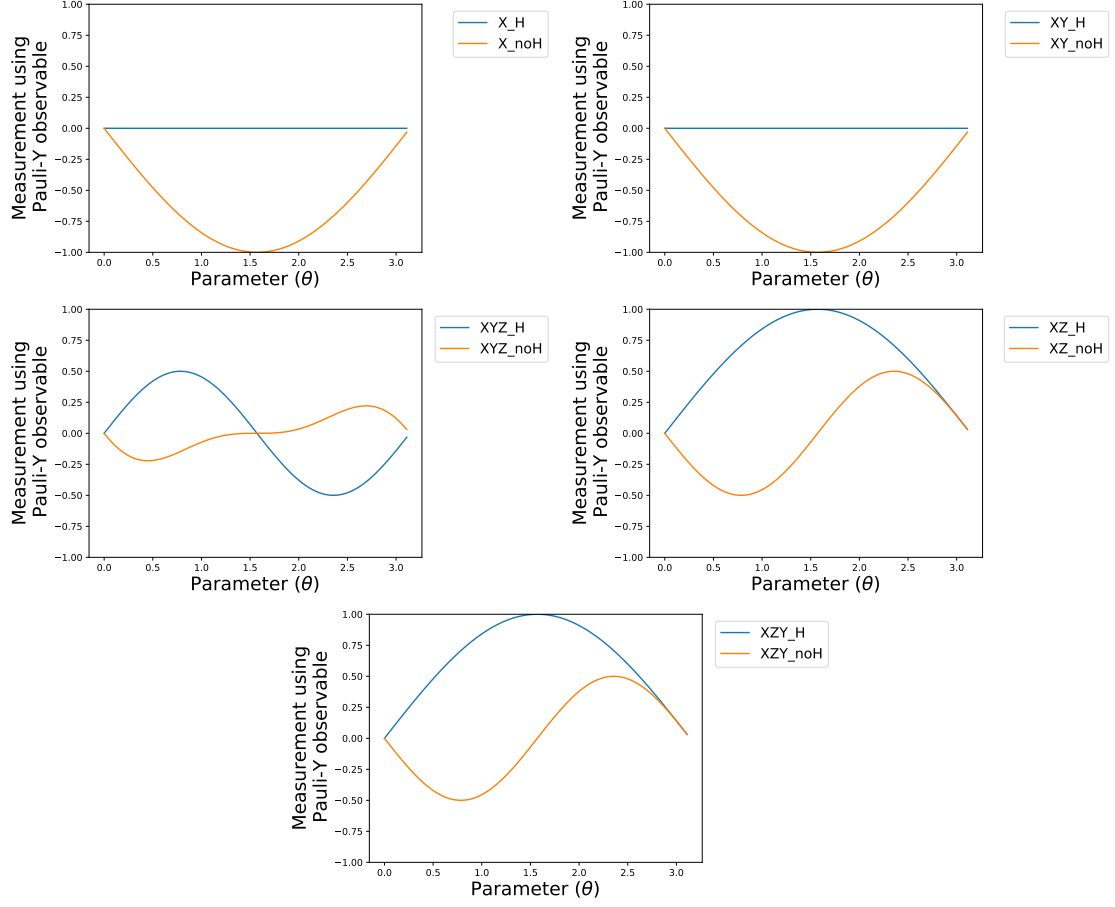 1.00
0.75
0.50
0.25
0.00
−0.25
−0.50
−0.75
−1.00
0.0 0.5 1.0 1.5 2.0 2.5 3.0
Measurement using
Pauli-Y observable
Parameter (θ)
X_H
X_noH
1.00
0.75
0.50
0.25
0.00
−0.25
−0.50
−0.75
−1.00
0.0 0.5 1.0 1.5 2.0 2.5 3.0
Measurement using
Pauli-Y observable
Parameter (θ)
XY_H
XY_noH
1.00
0.75
0.50
0.25
0.00
−0.25
−0.50
−0.75
−1.00
0.0 0.5 1.0 1.5 2.0 2.5 3.0
Measurement using
Pauli-Y observable
Parameter (θ)
XYZ_H
XYZ_noH
1.00
0.75
0.50
0.25
0.00
−0.25
−0.50
−0.75
−1.00
0.0 0.5 1.0 1.5 2.0 2.5 3.0
Measurement using
Pauli-Y observable
Parameter (θ)
XZ_H
XZ_noH
1.00
0.75
0.50
0.25
0.00
−0.25
−0.50
−0.75
−1.00
0.0 0.5 1.0 1.5 2.0 2.5 3.0
Measurement using
Pauli-Y observable
Parameter (θ)
XZY_H
XZY_noH